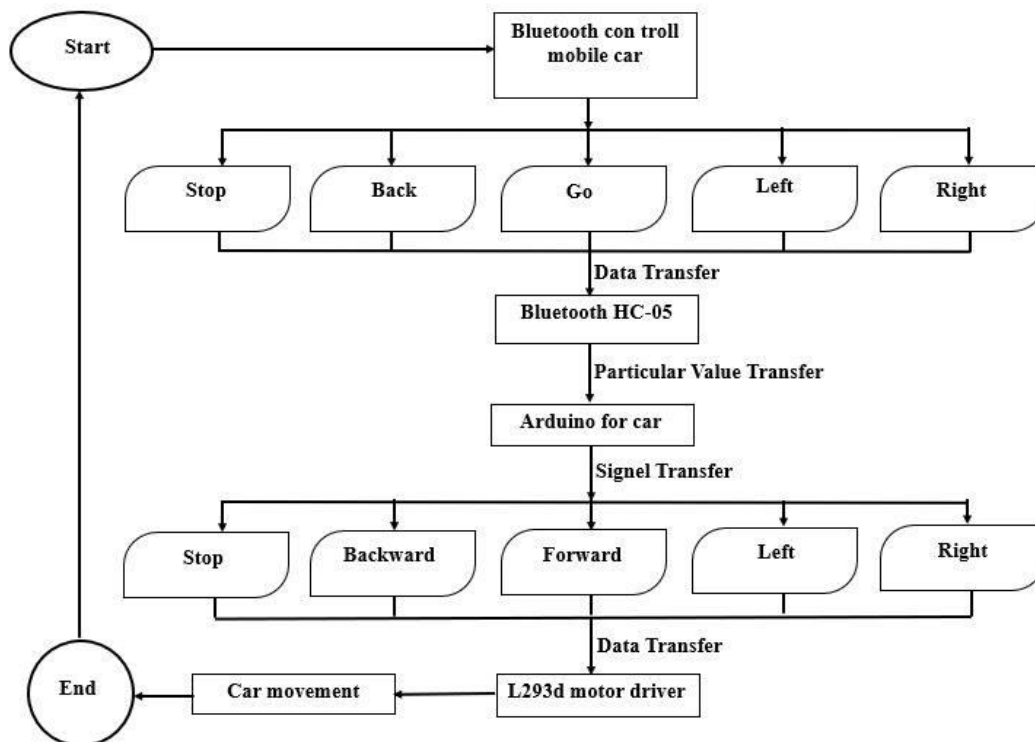 Start
Bluetooth con troll
mobile car
Stop
Back
Go
Left
Right
Data Transfer
Bluetooth HC-05
Particular Value Transfer
Arduino for car
Signel Transfer
Stop
Backward
Forward
Left
Right
Data Transfer
End
Car movement
L293d motor driver